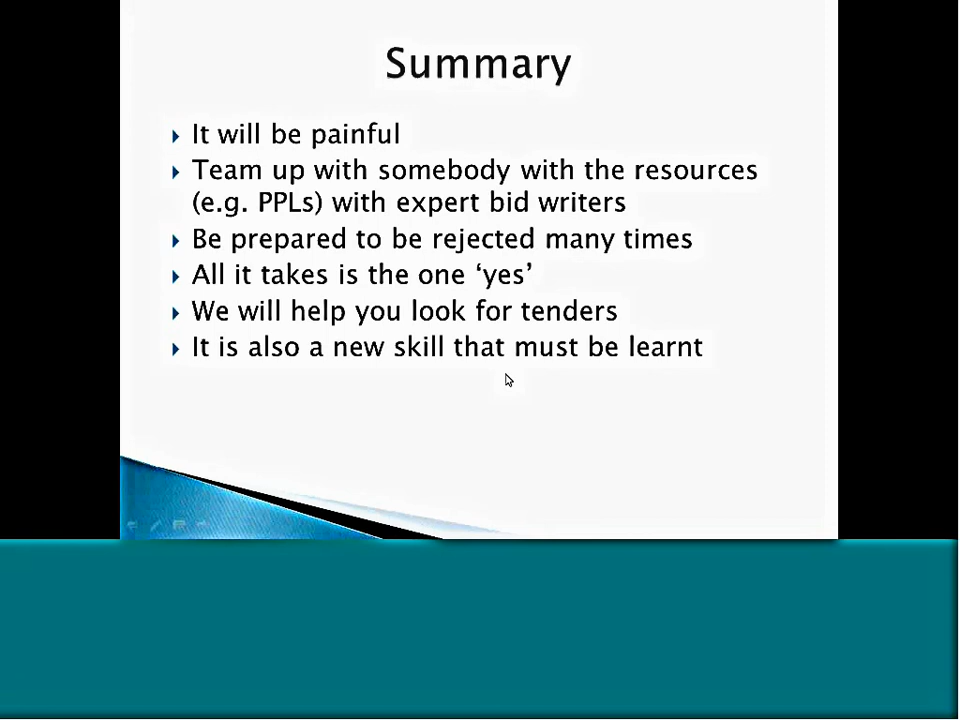 Summary
It will be painful
Team up with somebody with the resources
(e.g. PPLs) with expert bid writers
Be prepared to be rejected many times
All it takes is the one ‘yes’
We will help you look for tenders
It is also a new skill that must be learnt